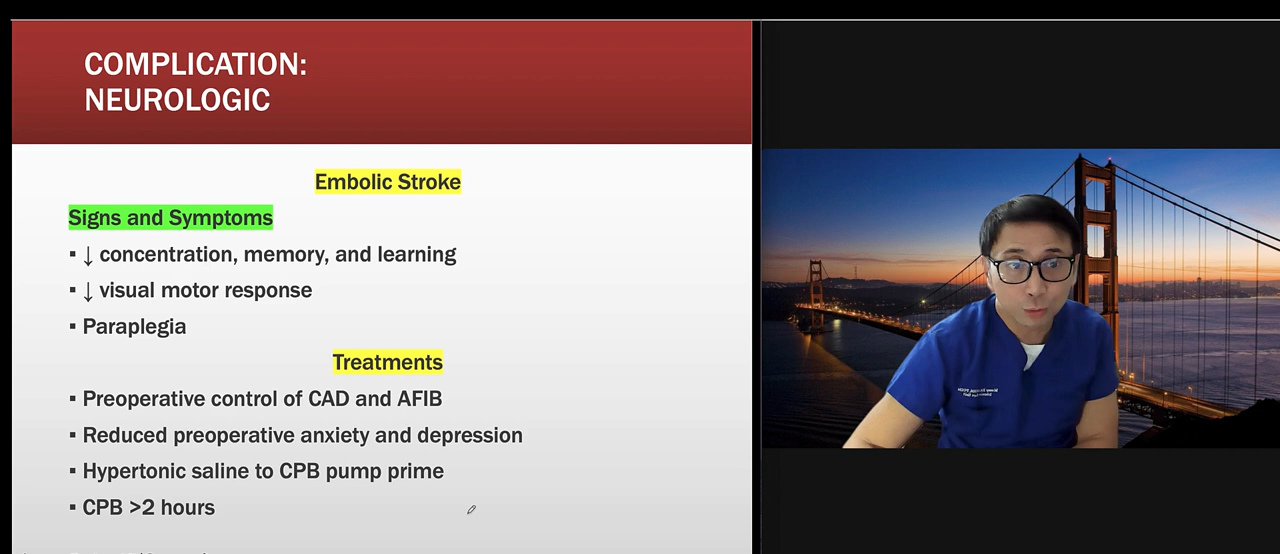 COMPLICATION:
NEUROLOGIC
Embolic Stroke
Signs and Symptoms
▪ ↓ concentration, memory, and learning
▪ ↓ visual motor response
▪ Paraplegia
Treatments
▪ Preoperative control of CAD and AFIB
▪ Reduced preoperative anxiety and depression
▪ Hypertonic saline to CPB pump prime
▪ CPB >2 hours